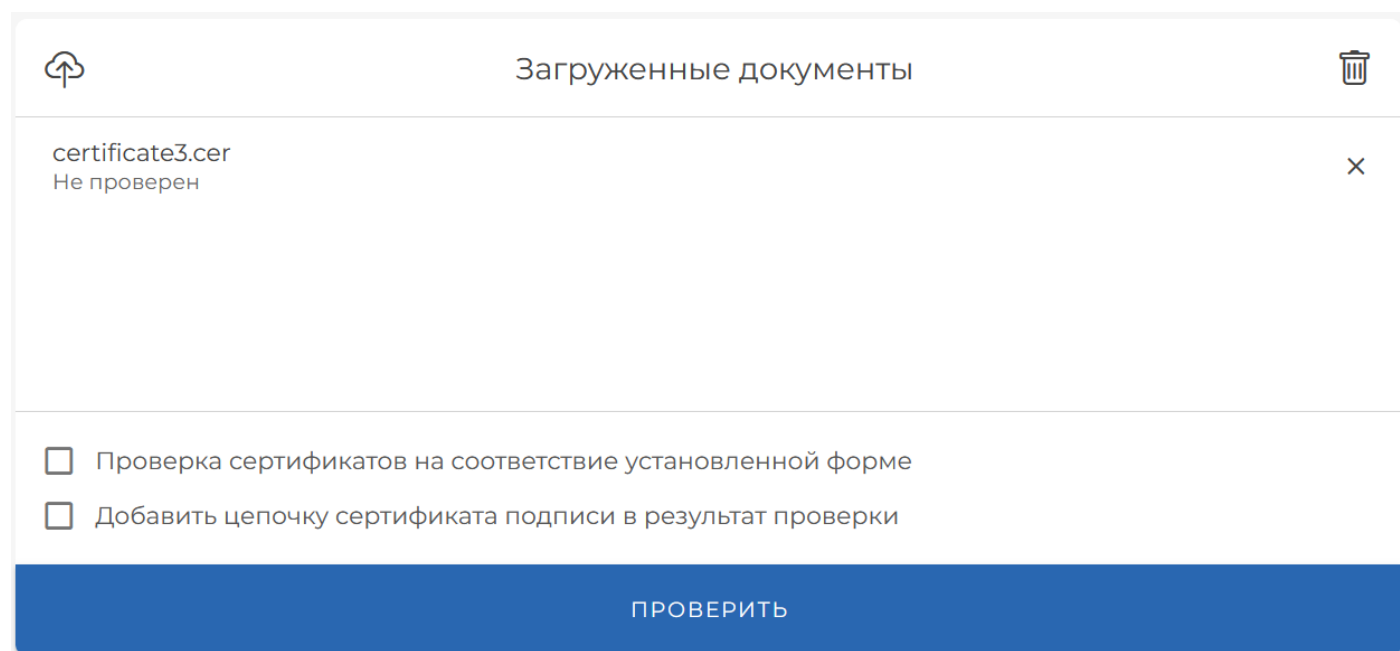 Загруженные документы
certificate3.cer
Не проверен
Проверка сертификатов на соответствие установленной форме
Добавить цепочку сертификата подписи в результат проверки
ПРОВЕРИТЬ